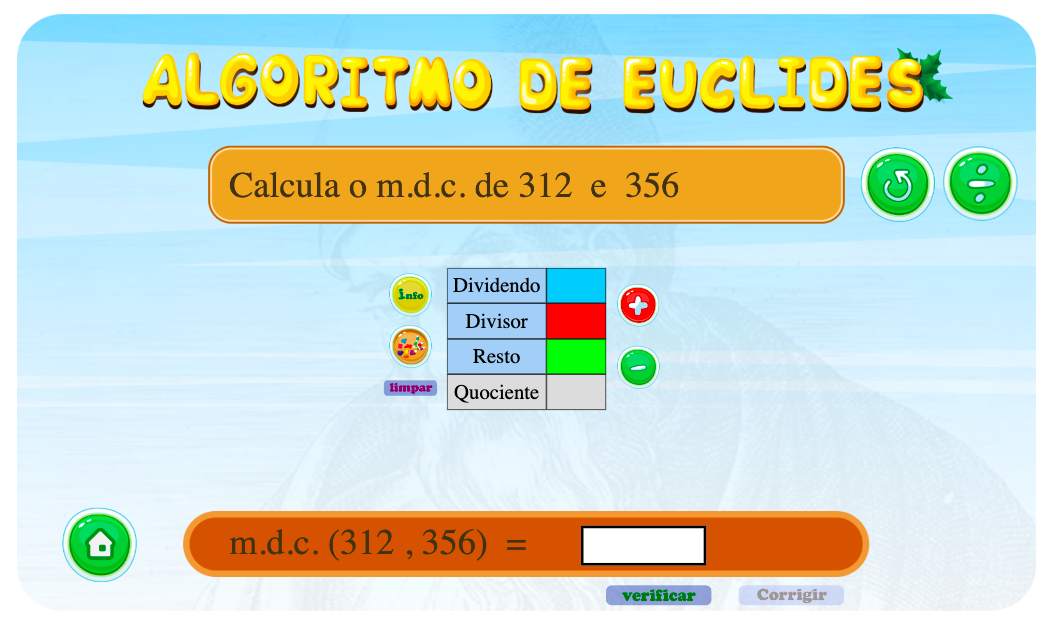 ALGORITMO DE EUCLIDES
Calcula o m.d.c. de 312 e 356
info
limpar
Dividendo
Divisor
Resto
Quociente
m.d.c. (312 , 356) =
verificar
Corrigir